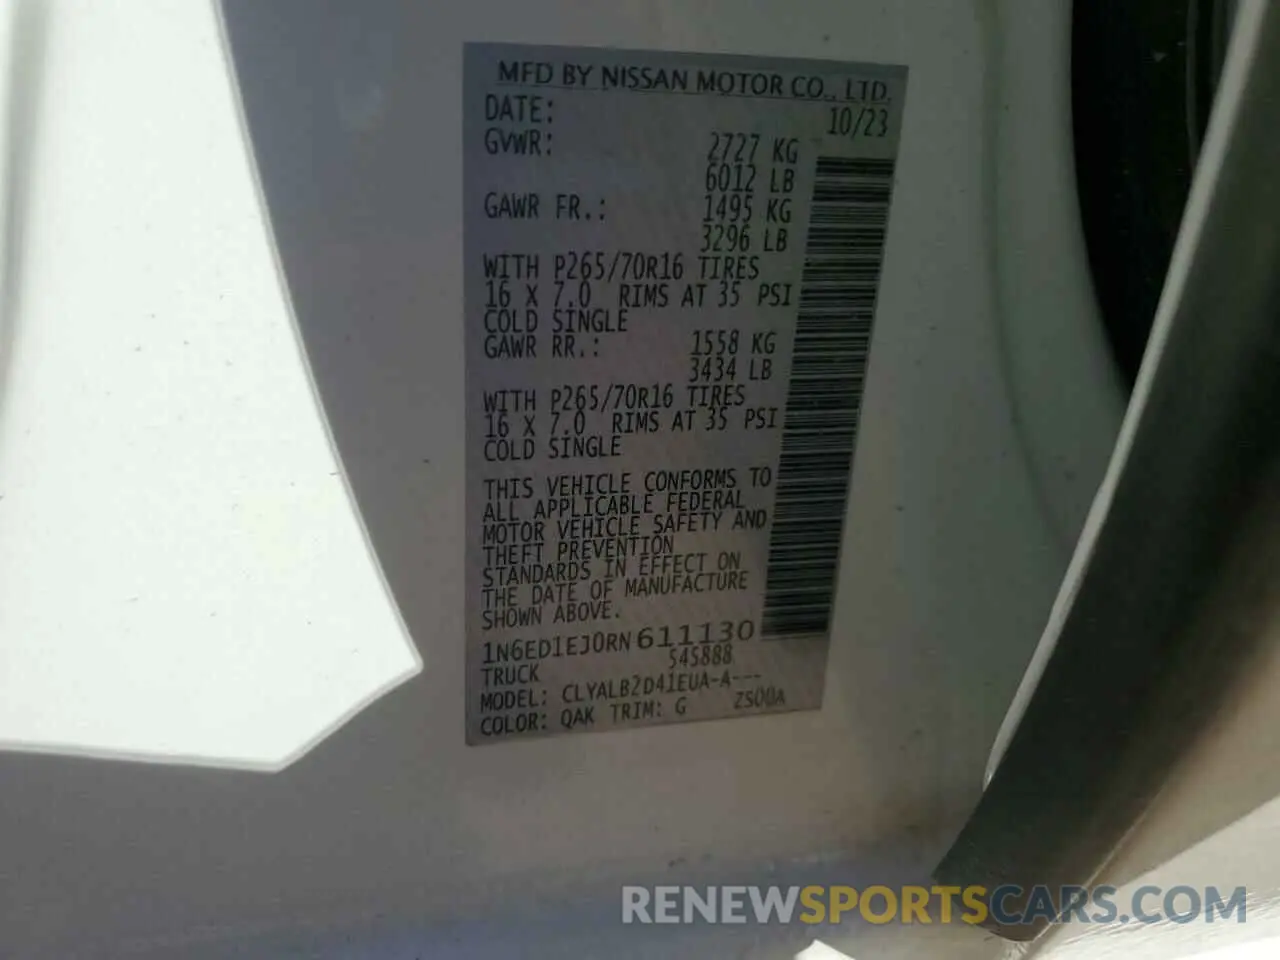 MFD BY NISSAN MOTOR CO., LTD.
DATE: 10/23
GVWR: 2727 KG
6012 LB
GAWR FR.: 1495 KG
3296 LB
WITH P265/70R16 TIRES
16 X 7.0 RIMS AT 35 PSI
COLD SINGLE
GAWR RR.: 1558 KG
3434 LB
WITH P265/70R16 TIRES
16 X 7.0 RIMS AT 35 PSI
COLD SINGLE
THIS VEHICLE CONFORMS TO
ALL APPLICABLE FEDERAL
MOTOR VEHICLE SAFETY AND
THEFT PREVENTION
STANDARDS IN EFFECT ON
THE DATE OF MANUFACTURE
SHOWN ABOVE.
1N6ED1EJ0RN611130
TRUCK 545888
MODEL: CLYALB2D41EUA-A---
COLOR: QAK TRIM: G ZS00A
RENEWSPORTSCARS.COM